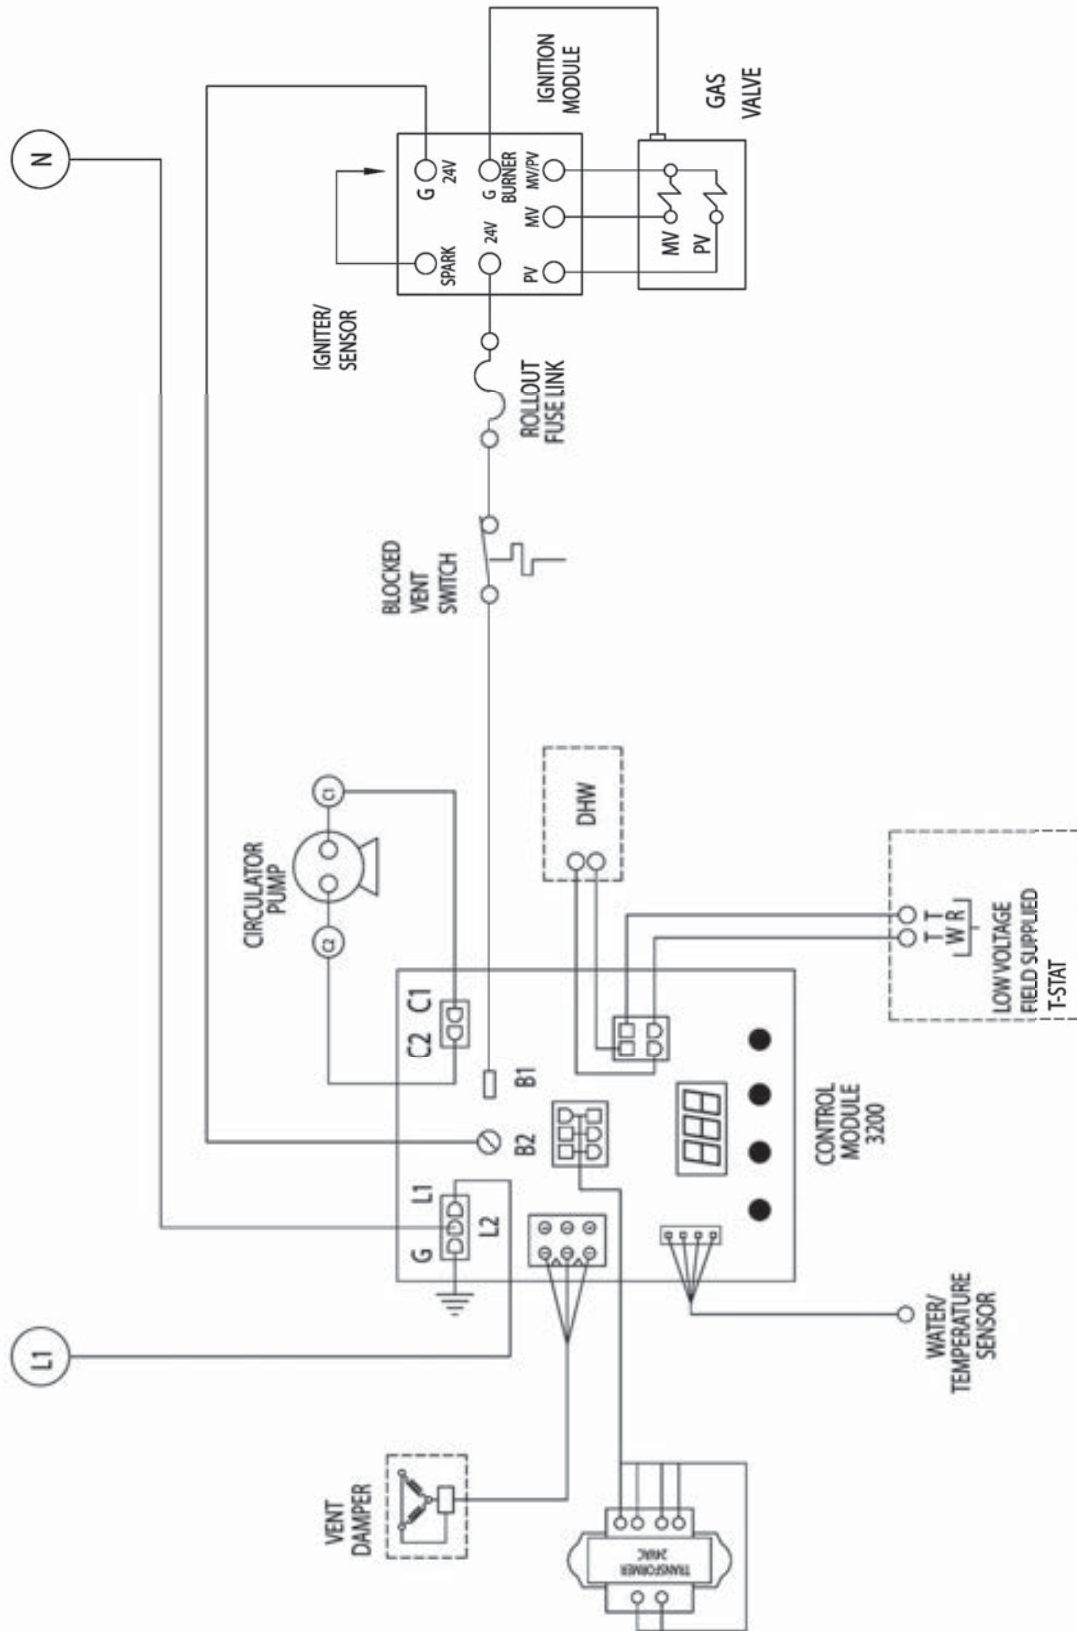 L1
N
VENT
DAMPER
TRANSFORMER
24VAC
G
L1
L2
B2
B1
C2
C1
CIRCULATOR
PUMP
C2
C1
BLOCKED
VENT
SWITCH
ROLLOUT
FUSE LINK
IGNITER/
SENSOR
SPARK
G
24V
24V
G
BURNER
PV
MV
MV/PV
IGNITION
MODULE
MV
PV
GAS
VALVE
DHW
888
CONTROL
MODULE
3200
WATER/
TEMPERATURE
SENSOR
T T
W R
LOW VOLTAGE
FIELD SUPPLIED
T-STAT